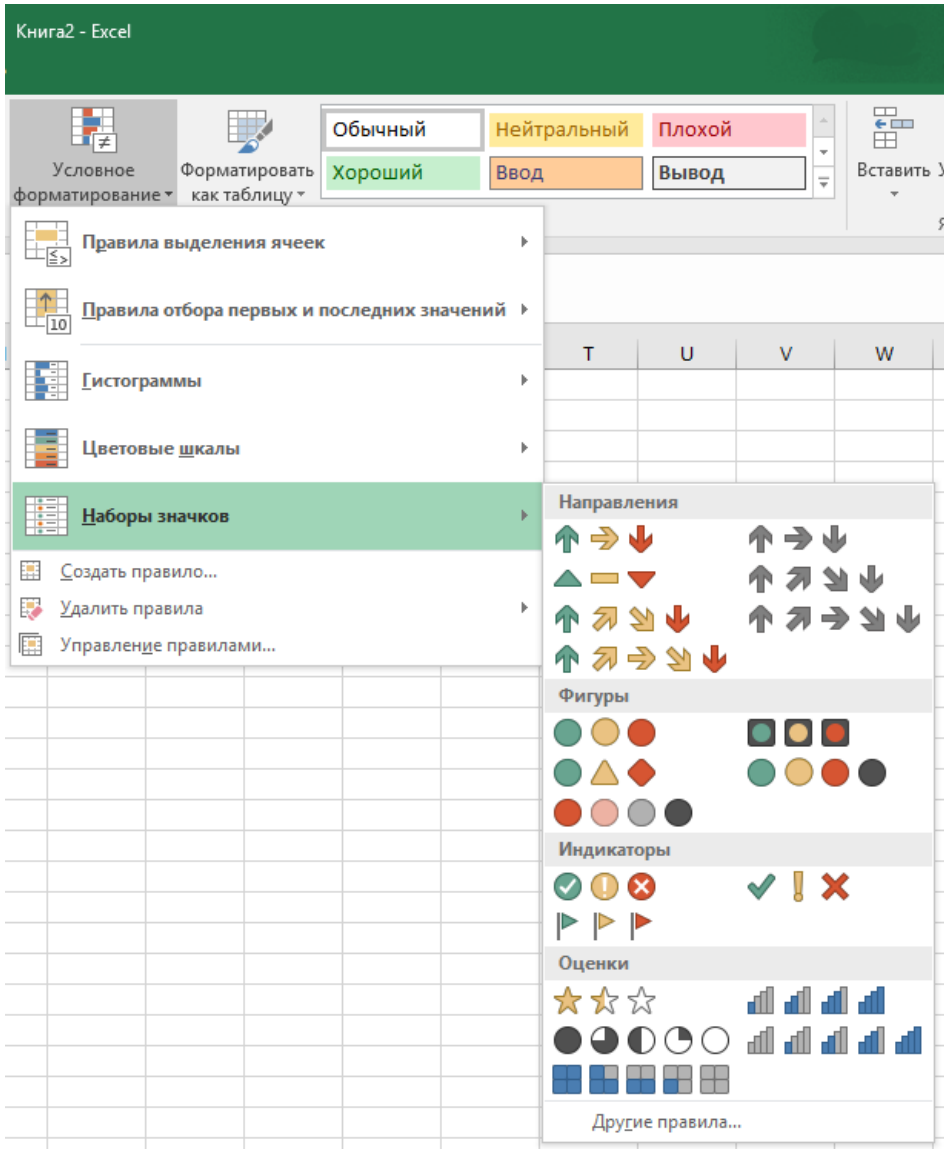 Книга2 - Excel
Условное форматирование
Форматировать как таблицу
Обычный
Нейтральный
Плохой
Хороший
Ввод
Вывод
Вставить
Правила выделения ячеек
Правила отбора первых и последних значений
10
Гистограммы
Цветовые шкалы
Наборы значков
Создать правило...
Удалить правила
Управление правилами...
T U V W
Направления
Фигуры
Индикаторы
Оценки
Другие правила...